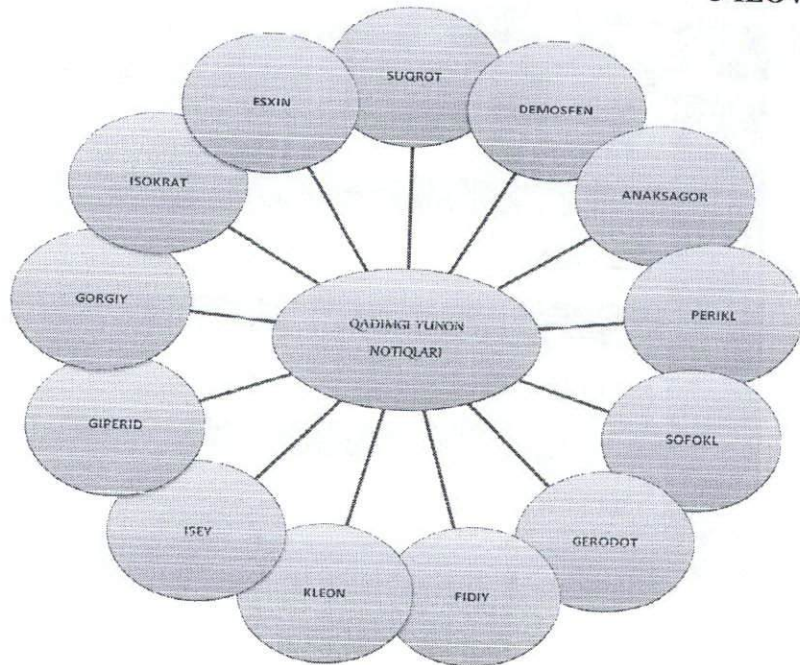 SUQROT
DEMOSFEN
ANAKSAGOR
PERIKL
SOFOKL
GERODOT
FIDIY
KLEON
ISEY
GIPERID
GORGIY
ISOKRAT
ESXIN
QADIMGI YUNON
NOTIQLARI